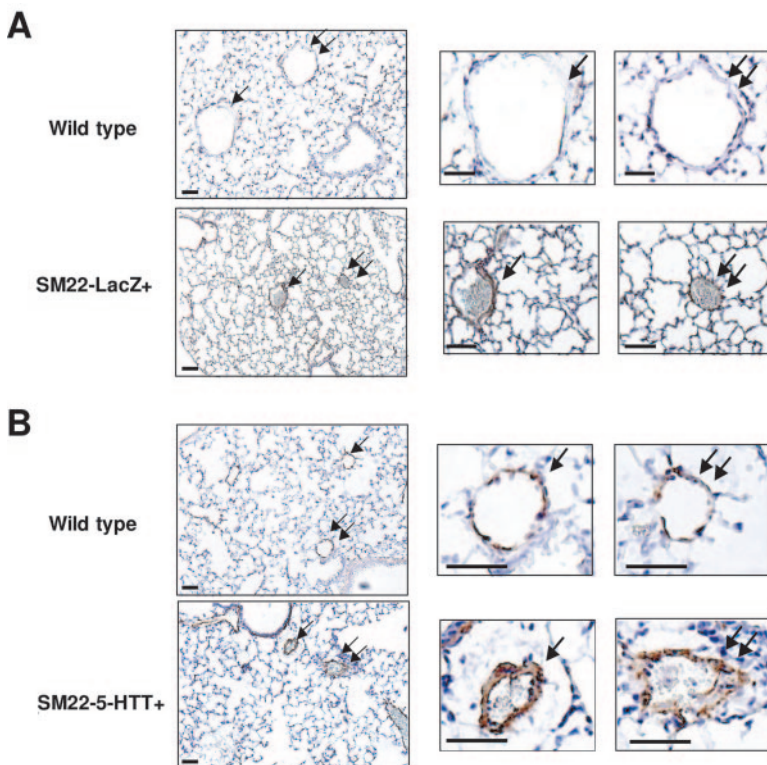 A
Wild type
SM22-LacZ+
B
Wild type
SM22-5-HTT+